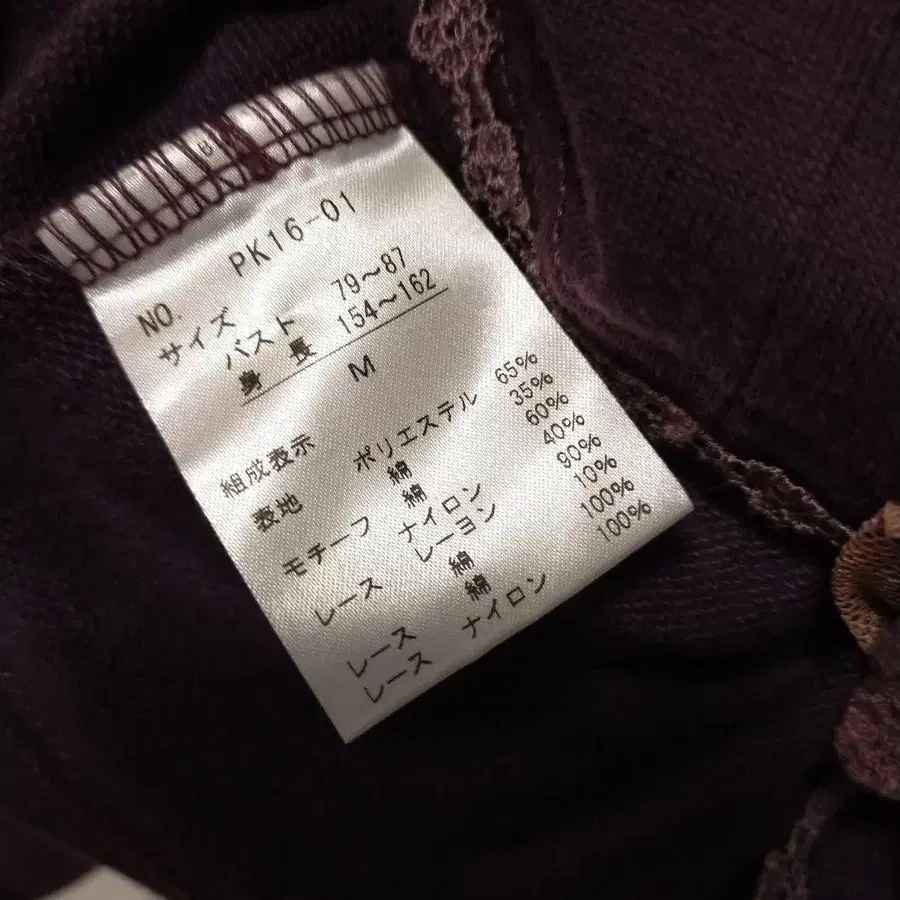 NO. PK16-01
サイズ
バスト 79～87
身長 154～162
M
組成表示
表地 ポリエステル 65%
綿 35%
モチーフ 綿 60%
ナイロン 40%
レース レーヨン 90%
綿 10%
レース 綿 100%
レース ナイロン 100%